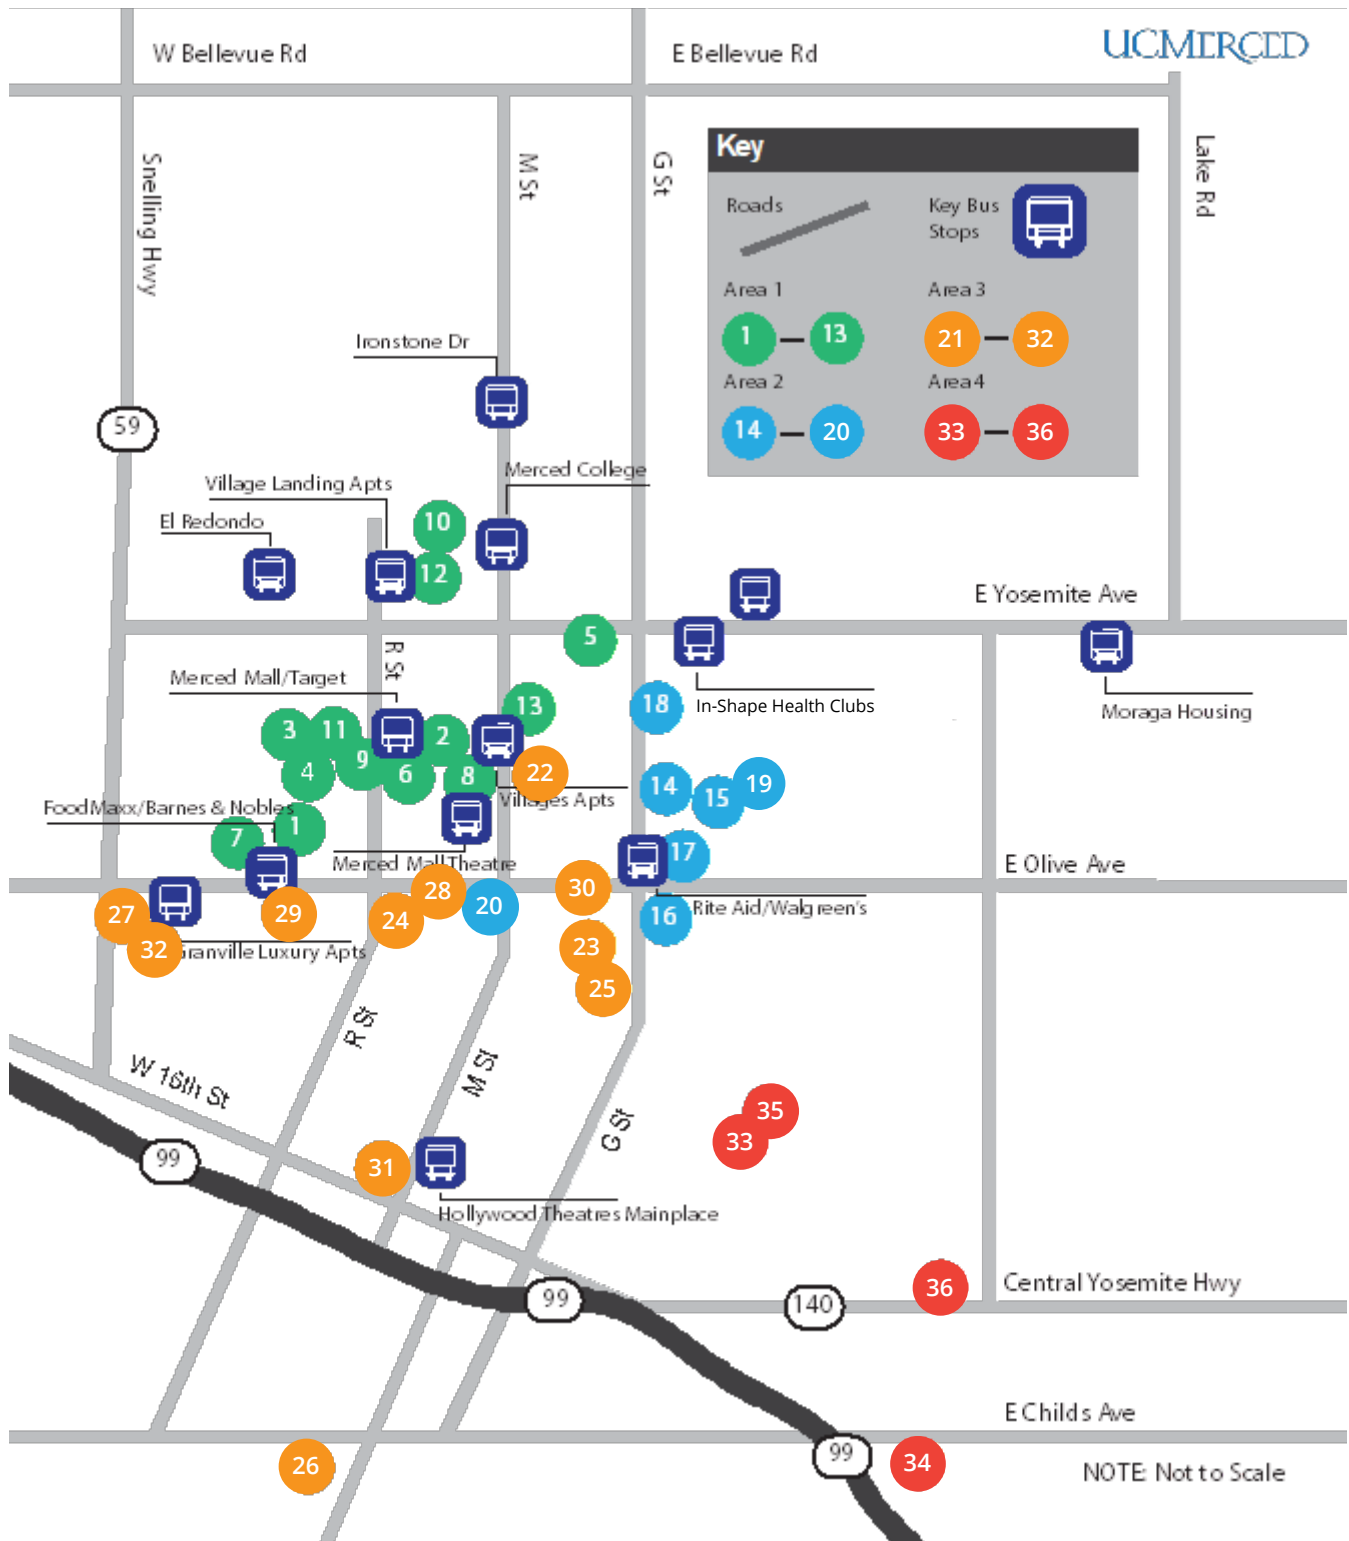 W Bellevue Rd
E Bellevue Rd
UCMERCED
Snelling Hwy
M St
G St
Lake Rd
Key
Roads
Key Bus
Stops
Area 1
Area 3
1
13
21
32
Area 2
Area 4
14
20
33
36
Ironstone Dr
59
Merced College
Village Landing Apts
El Redondo
10
12
E Yosemite Ave
5
R St
Merced Mall/Target
In-Shape Health Clubs
Moraga Housing
13
18
3
11
2
9
4
6
8
22
14
15
19
Villages Apts
FoodMaxx/Barnes & Nobles
7
1
Merced Mall Theatre
17
E Olive Ave
28
30
20
27
29
24
16
Rite Aid/Walgreen's
32
Granville Luxury Apts
23
25
R St
M St
G St
W 16th St
35
33
99
31
Hollywood Theatres Mainplace
36
Central Yosemite Hwy
99
140
E Childs Ave
26
99
34
NOTE: Not to Scale